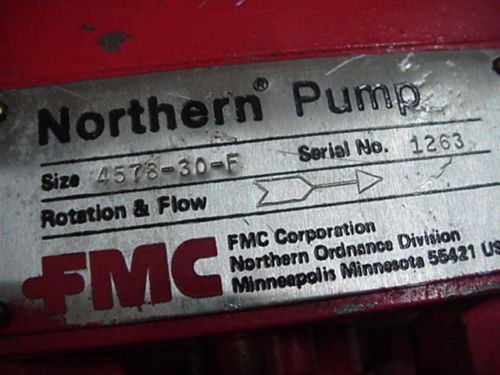 Northern® Pump
Size 4578-30-F Serial No. 1263
Rotation & Flow
FMC
FMC Corporation
Northern Ordnance Division
Minneapolis Minnesota 55421 US